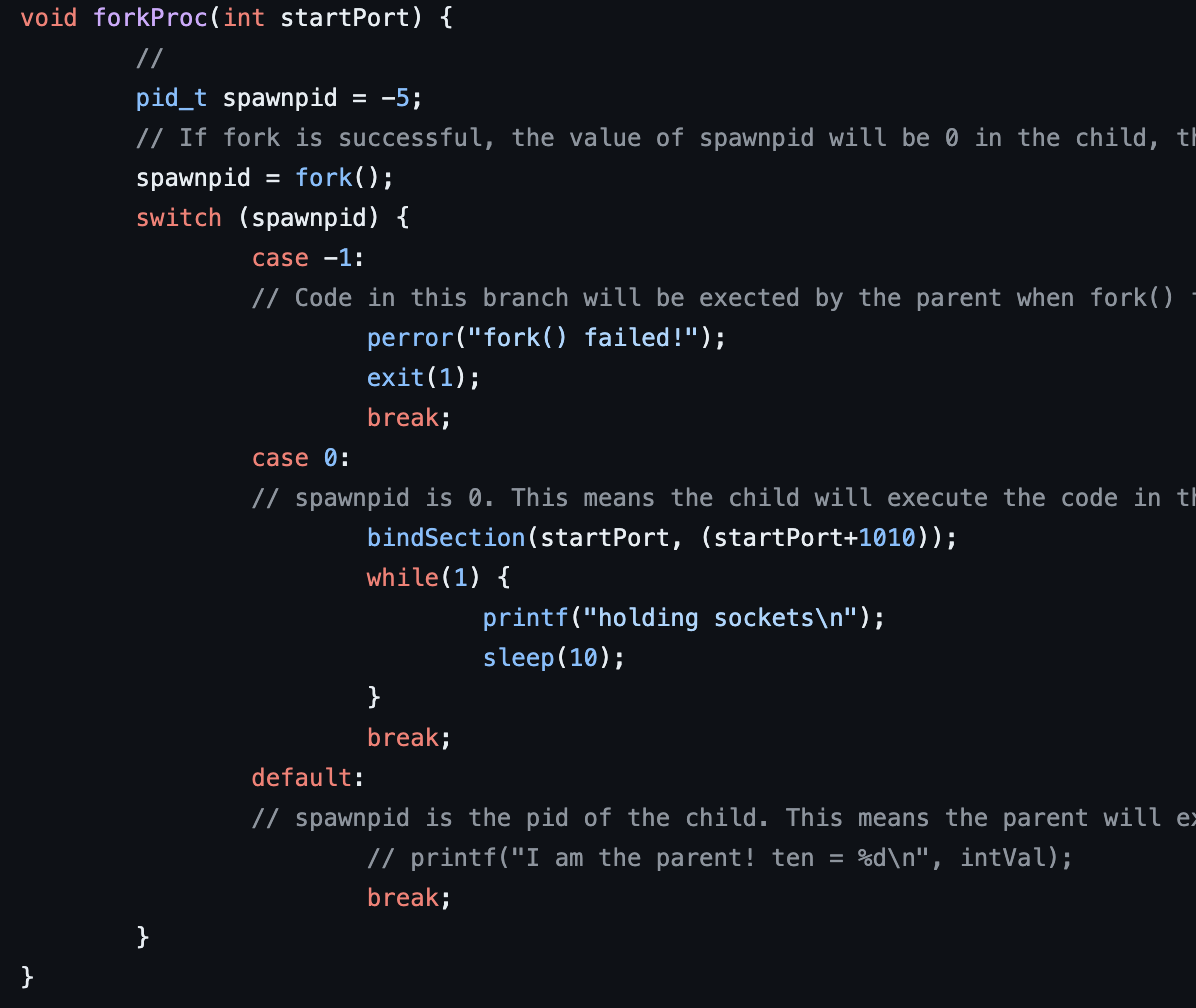 void forkProc(int startPort) {
//
pid_t spawnpid = -5;
// If fork is successful, the value of spawnpid will be 0 in the child, th
spawnpid = fork();
switch (spawnpid) {
case -1:
// Code in this branch will be exected by the parent when fork()
perror("fork() failed!");
exit(1);
break;
case 0:
// spawnpid is 0. This means the child will execute the code in th
bindSection(startPort, (startPort+1010));
while(1) {
printf("holding sockets\n");
sleep(10);
}
break;
default:
// spawnpid is the pid of the child. This means the parent will ex
// printf("I am the parent! ten = %d\n", intVal);
break;
}
}